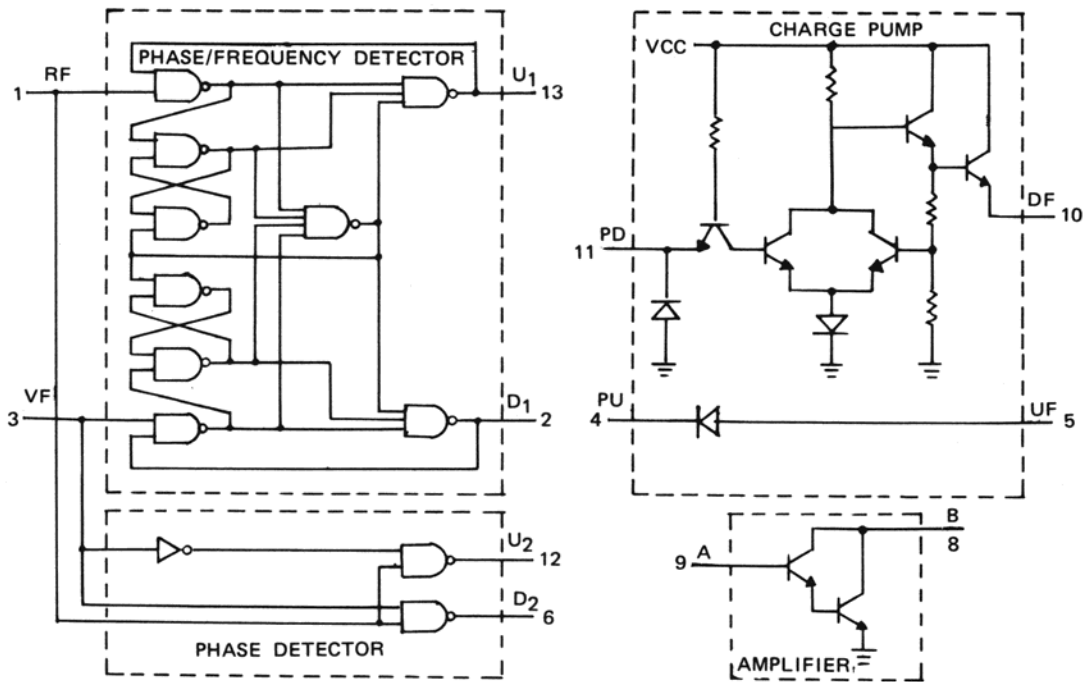 PHASE/FREQUENCY DETECTOR
RF
1
U1
13
VF
3
D1
2
U2
12
D2
6
PHASE DETECTOR
CHARGE PUMP
VCC
DF
10
PD
11
PU
4
UF
5
B
8
9
A
AMPLIFIER